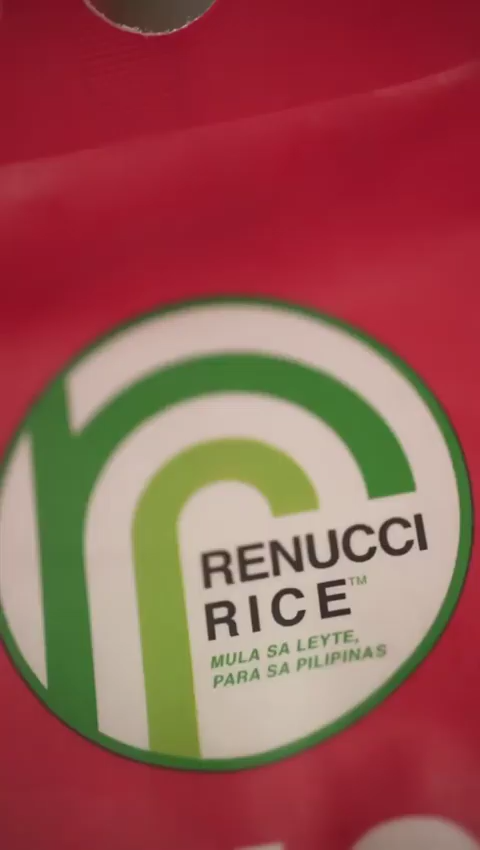 RENUCCI
RICE™
MULA SA LEYTE,
PARA SA PILIPINAS